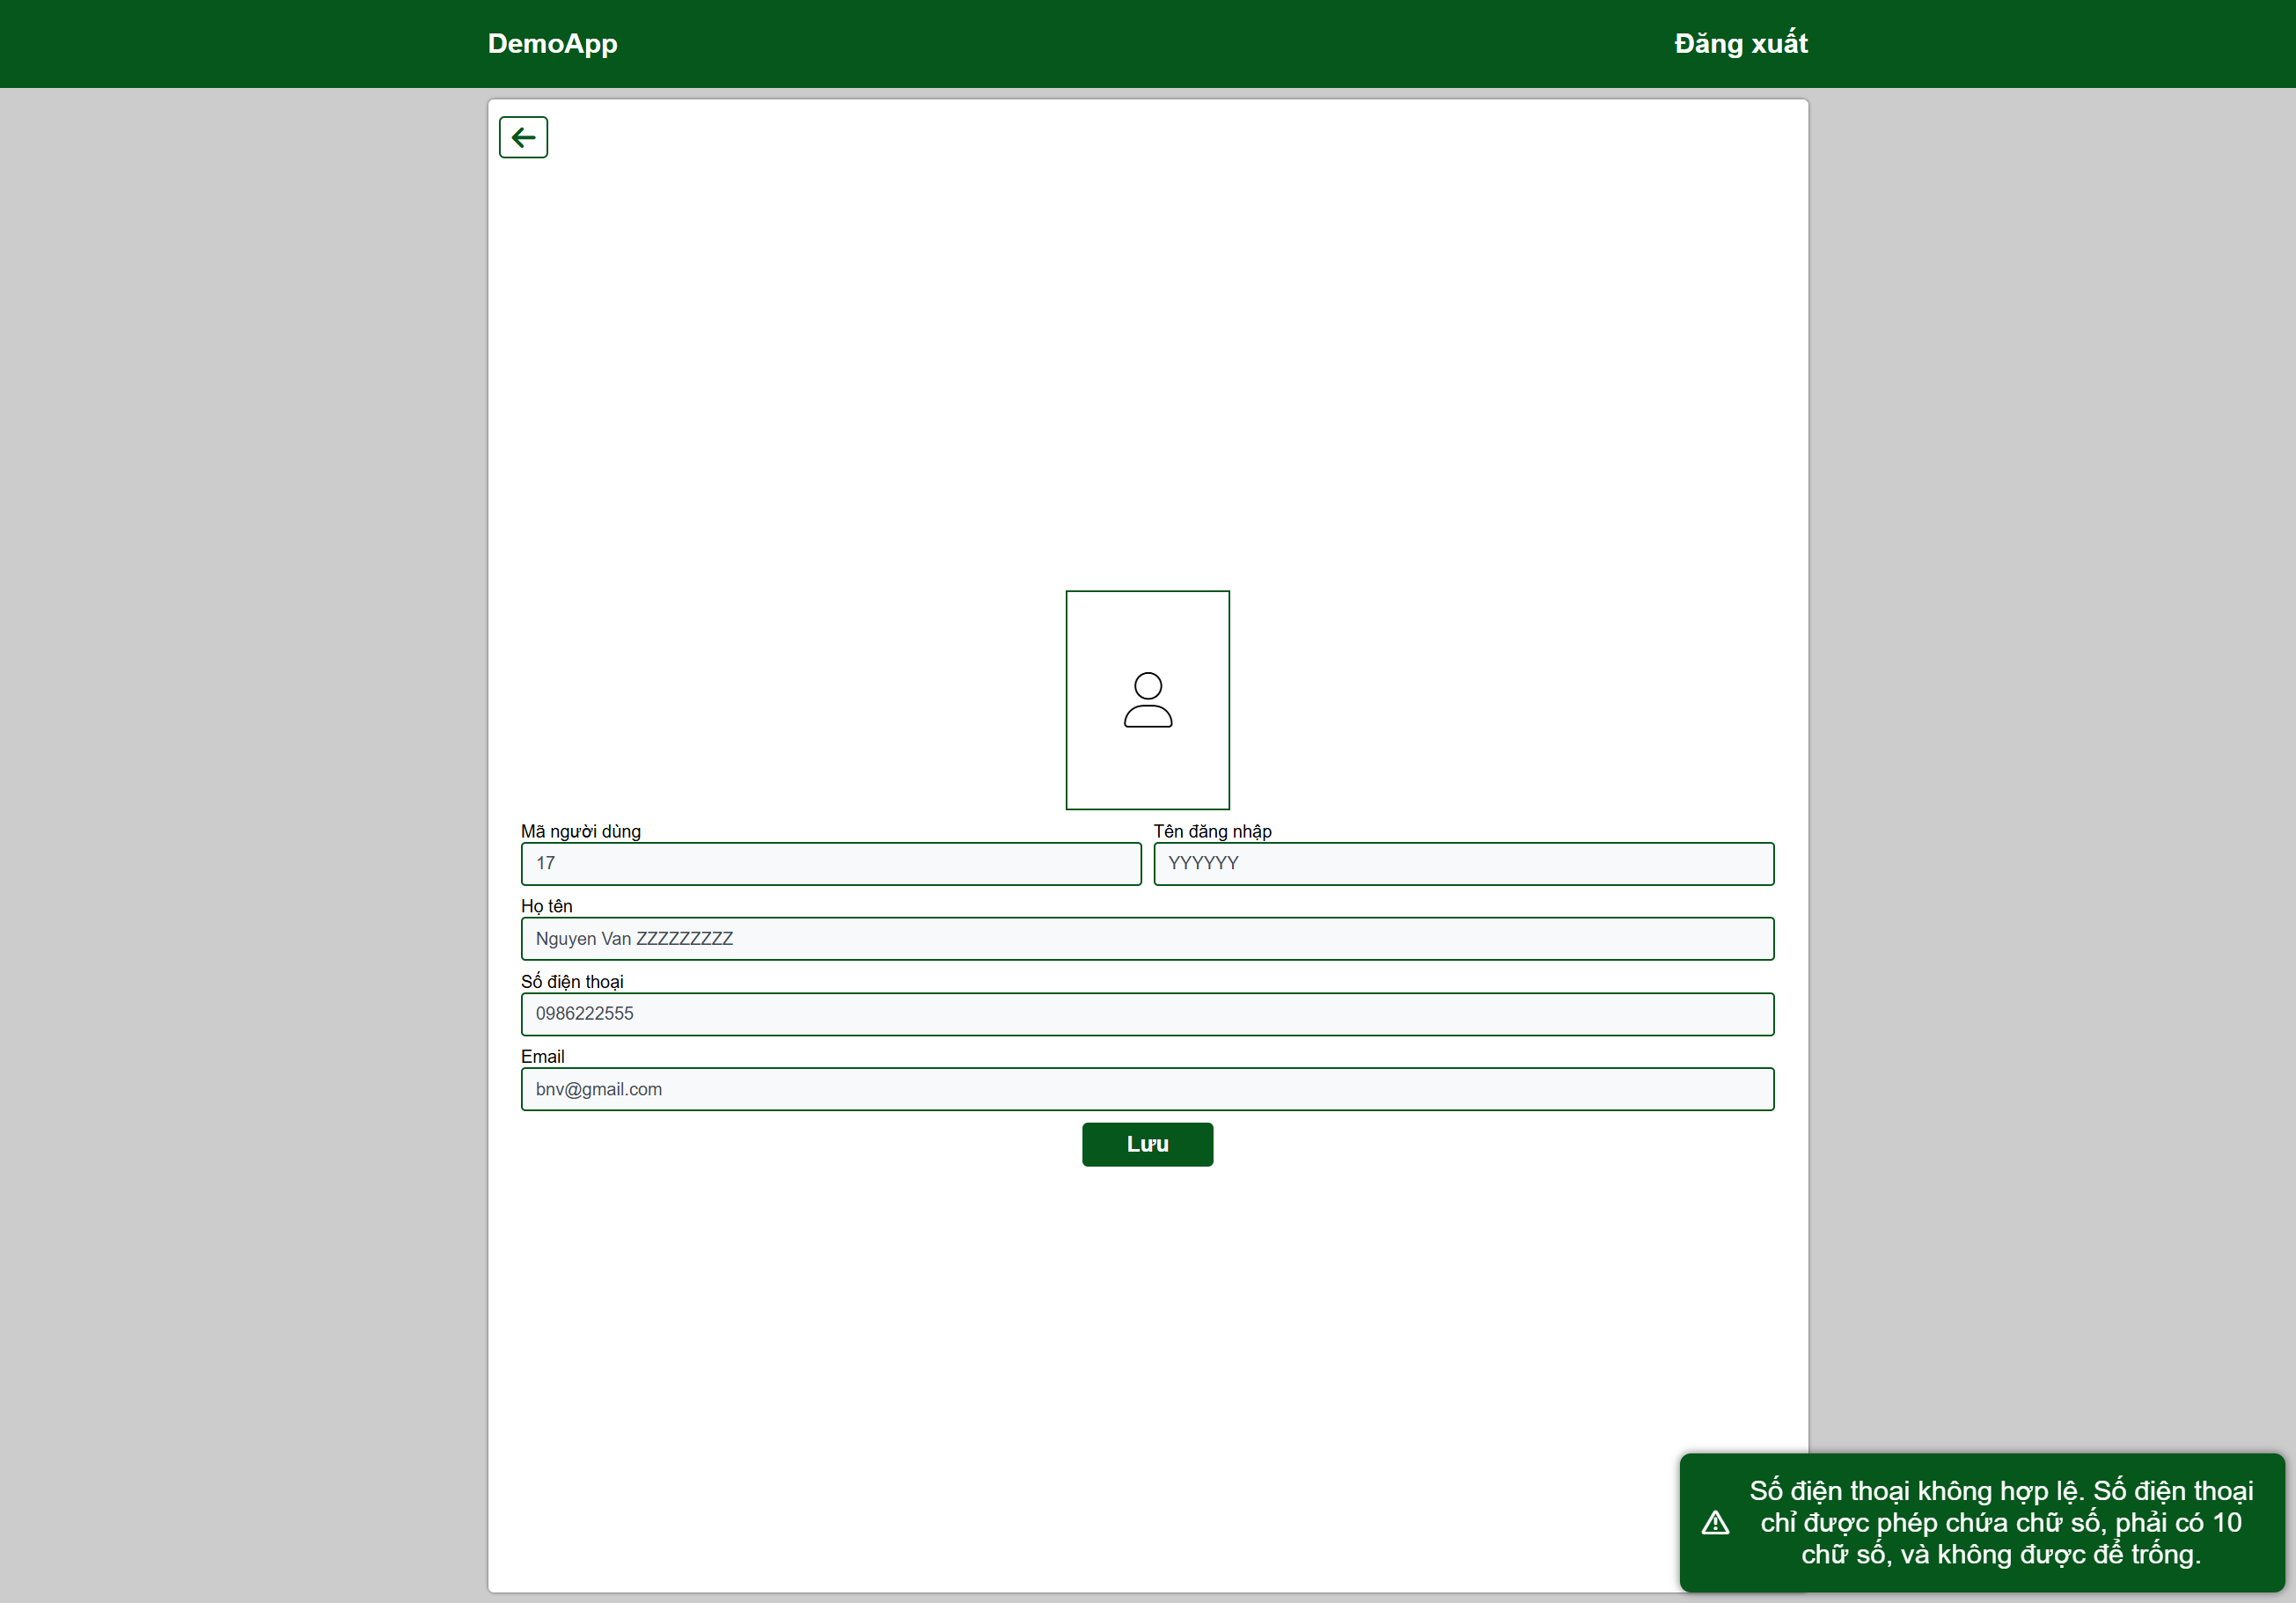 DemoApp
Đăng xuất
Mã người dùng
Tên đăng nhập
17
YYYYYY
Họ tên
Nguyen Van ZZZZZZZZZ
Số điện thoại
0986222555
Email
bnv@gmail.com
Lưu
Số điện thoại không hợp lệ. Số điện thoại
chỉ được phép chứa chữ số, phải có 10
chữ số, và không được để trống.